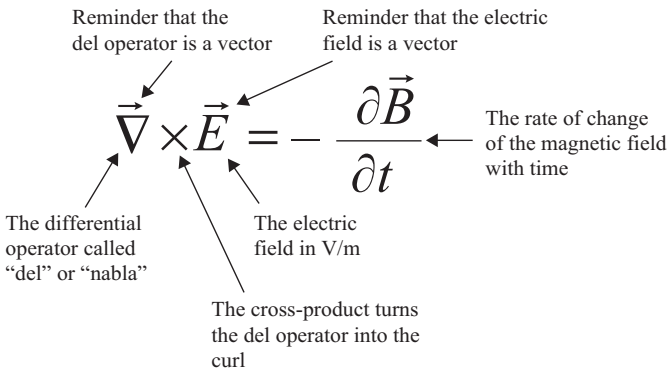 Reminder that the
del operator is a vector
Reminder that the electric
field is a vector
∇⃗ × E⃗ = − ∂B⃗ / ∂t
The rate of change
of the magnetic field
with time
The differential
operator called
“del” or “nabla”
The electric
field in V/m
The cross-product turns
the del operator into the
curl